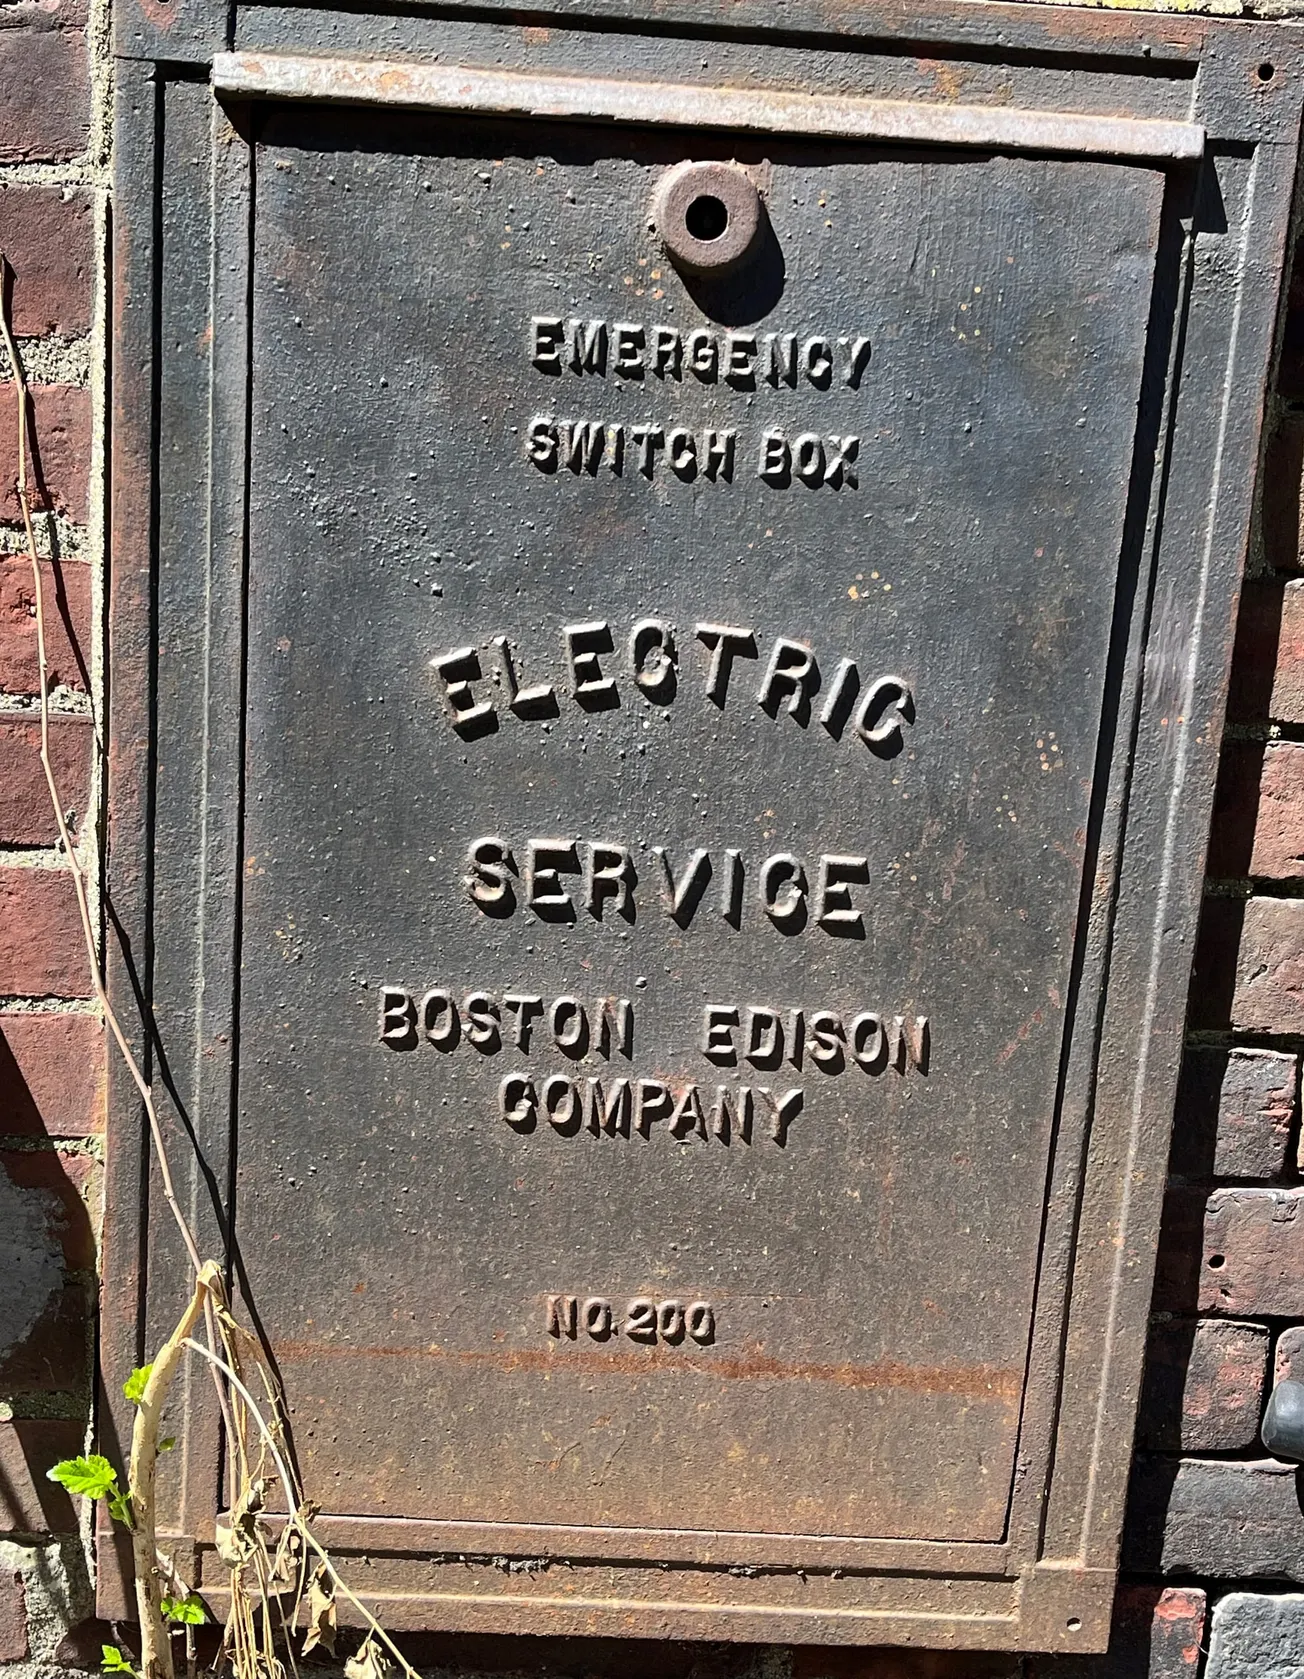 EMERGENCY
SWITCH BOX
ELECTRIC
SERVICE
BOSTON EDISON
COMPANY
NO.200